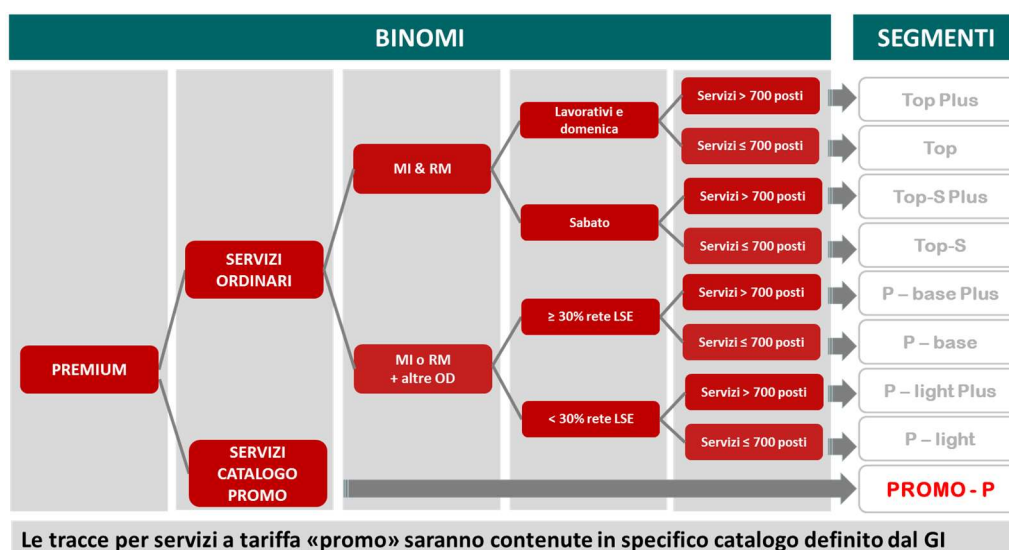 BINOMI
SEGMENTI
PREMIUM
SERVIZI
ORDINARI
SERVIZI
CATALOGO
PROMO
MI & RM
MI o RM
+ altre OD
Lavorativi e
domenica
Sabato
≥ 30% rete LSE
< 30% rete LSE
Servizi > 700 posti
Top Plus
Servizi ≤ 700 posti
Top
Servizi > 700 posti
Top-S Plus
Servizi ≤ 700 posti
Top-S
Servizi > 700 posti
P – base Plus
Servizi ≤ 700 posti
P – base
Servizi > 700 posti
P – light Plus
Servizi ≤ 700 posti
P – light
PROMO - P
Le tracce per servizi a tariffa «promo» saranno contenute in specifico catalogo definito dal GI